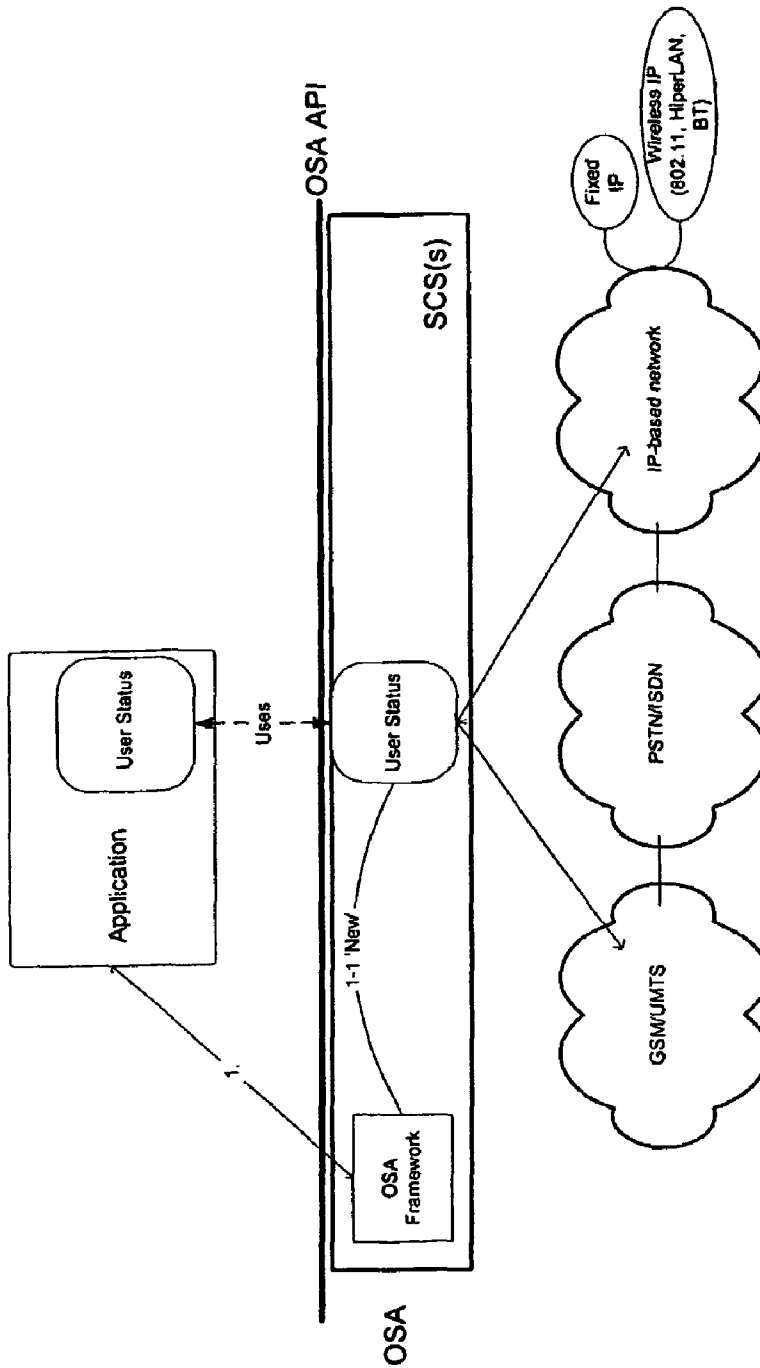 Application
User Status
Uses
1.
OSA API
OSA
OSA
Framework
1-1 'New'
User Status
SCS(s)
GSM/UMTS
PSTN/ISDN
IP-based network
Fixed
IP
Wireless IP
(802.11, HiperLAN,
BT)